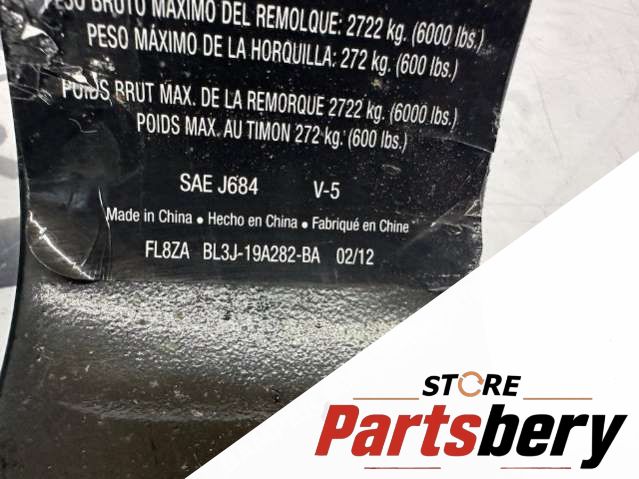 PESO BRUTO MÁXIMO DEL REMOLQUE: 2722 kg. (6000 lbs.)
PESO MÁXIMO DE LA HORQUILLA: 272 kg. (600 lbs.)
POIDS BRUT MAX. DE LA REMORQUE 2722 kg. (6000 lbs.)
POIDS MAX. AU TIMON 272 kg. (600 lbs.)
SAE J684 V-5
Made in China • Hecho en China • Fabriqué en Chine
FL8ZA BL3J-19A282-BA 02/12
STORE
Partsbery